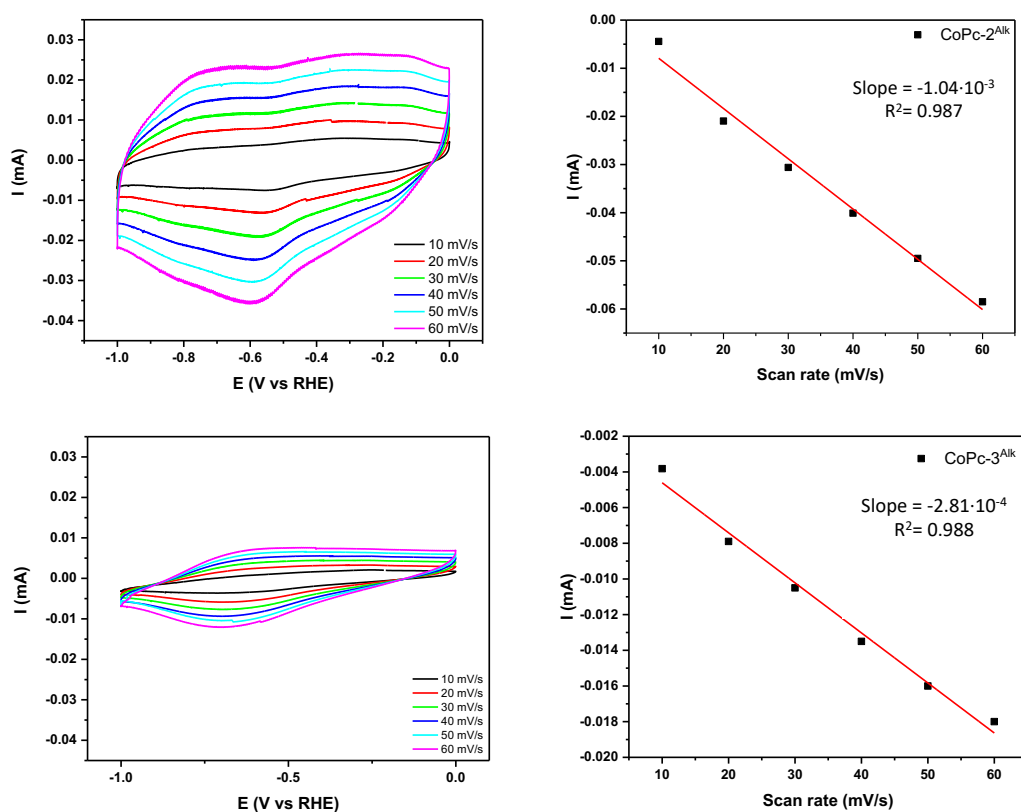 0.03
0.02
0.01
0.00
-0.01
-0.02
-0.03
-0.04
I (mA)
10 mV/s
20 mV/s
30 mV/s
40 mV/s
50 mV/s
60 mV/s
-1.0 -0.8 -0.6 -0.4 -0.2 0.0
E (V vs RHE)
0.00
-0.01
-0.02
-0.03
-0.04
-0.05
-0.06
I (mA)
CoPc-2^Alk
Slope = -1.04·10^-3
R²= 0.987
10 20 30 40 50 60
Scan rate (mV/s)
0.03
0.02
0.01
0.00
-0.01
-0.02
-0.03
-0.04
I (mA)
10 mV/s
20 mV/s
30 mV/s
40 mV/s
50 mV/s
60 mV/s
-1.0 -0.5 0.0
E (V vs RHE)
-0.002
-0.004
-0.006
-0.008
-0.010
-0.012
-0.014
-0.016
-0.018
-0.020
I (mA)
CoPc-3^Alk
Slope = -2.81·10^-4
R²= 0.988
10 20 30 40 50 60
Scan rate (mV/s)